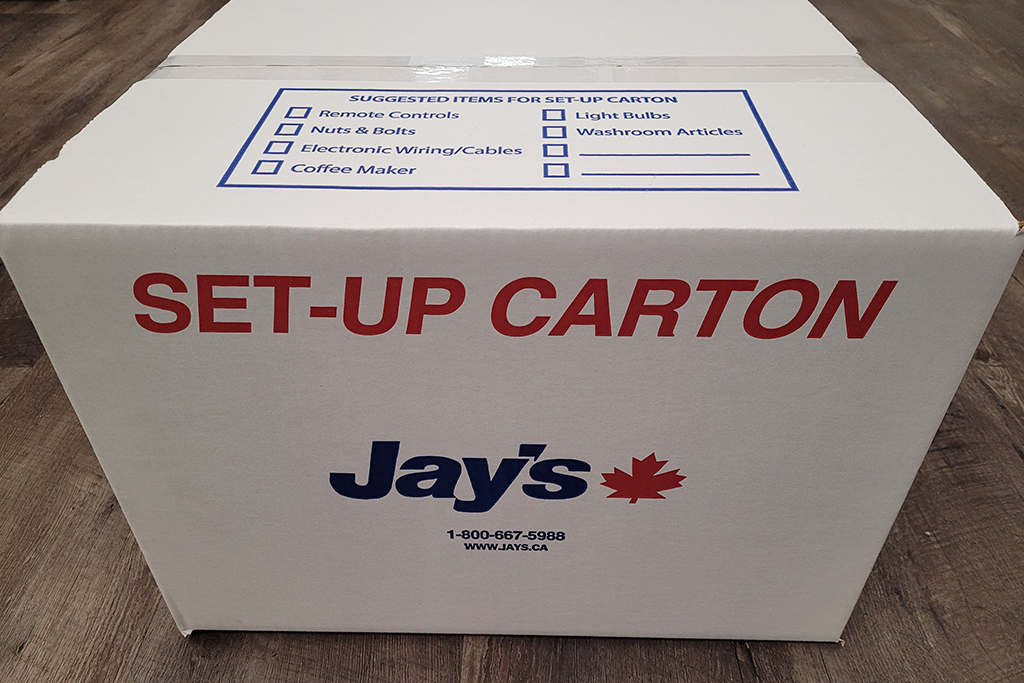 SUGGESTED ITEMS FOR SET-UP CARTON
Remote Controls
Nuts & Bolts
Electronic Wiring/Cables
Coffee Maker
Light Bulbs
Washroom Articles
SET-UP CARTON
Jay's
1-800-667-5988
WWW.JAYS.CA